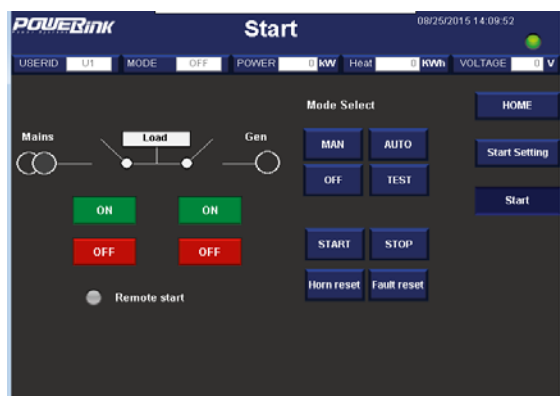 POWERlink Start 08/25/2015 14:09:52
USERID U1 MODE OFF POWER 0 kW Heat 0 KWh VOLTAGE 0 V
Mode Select HOME
Mains Load Gen MAN AUTO
Start Setting
OFF TEST
ON ON Start
OFF OFF START STOP
Remote start Horn reset Fault reset